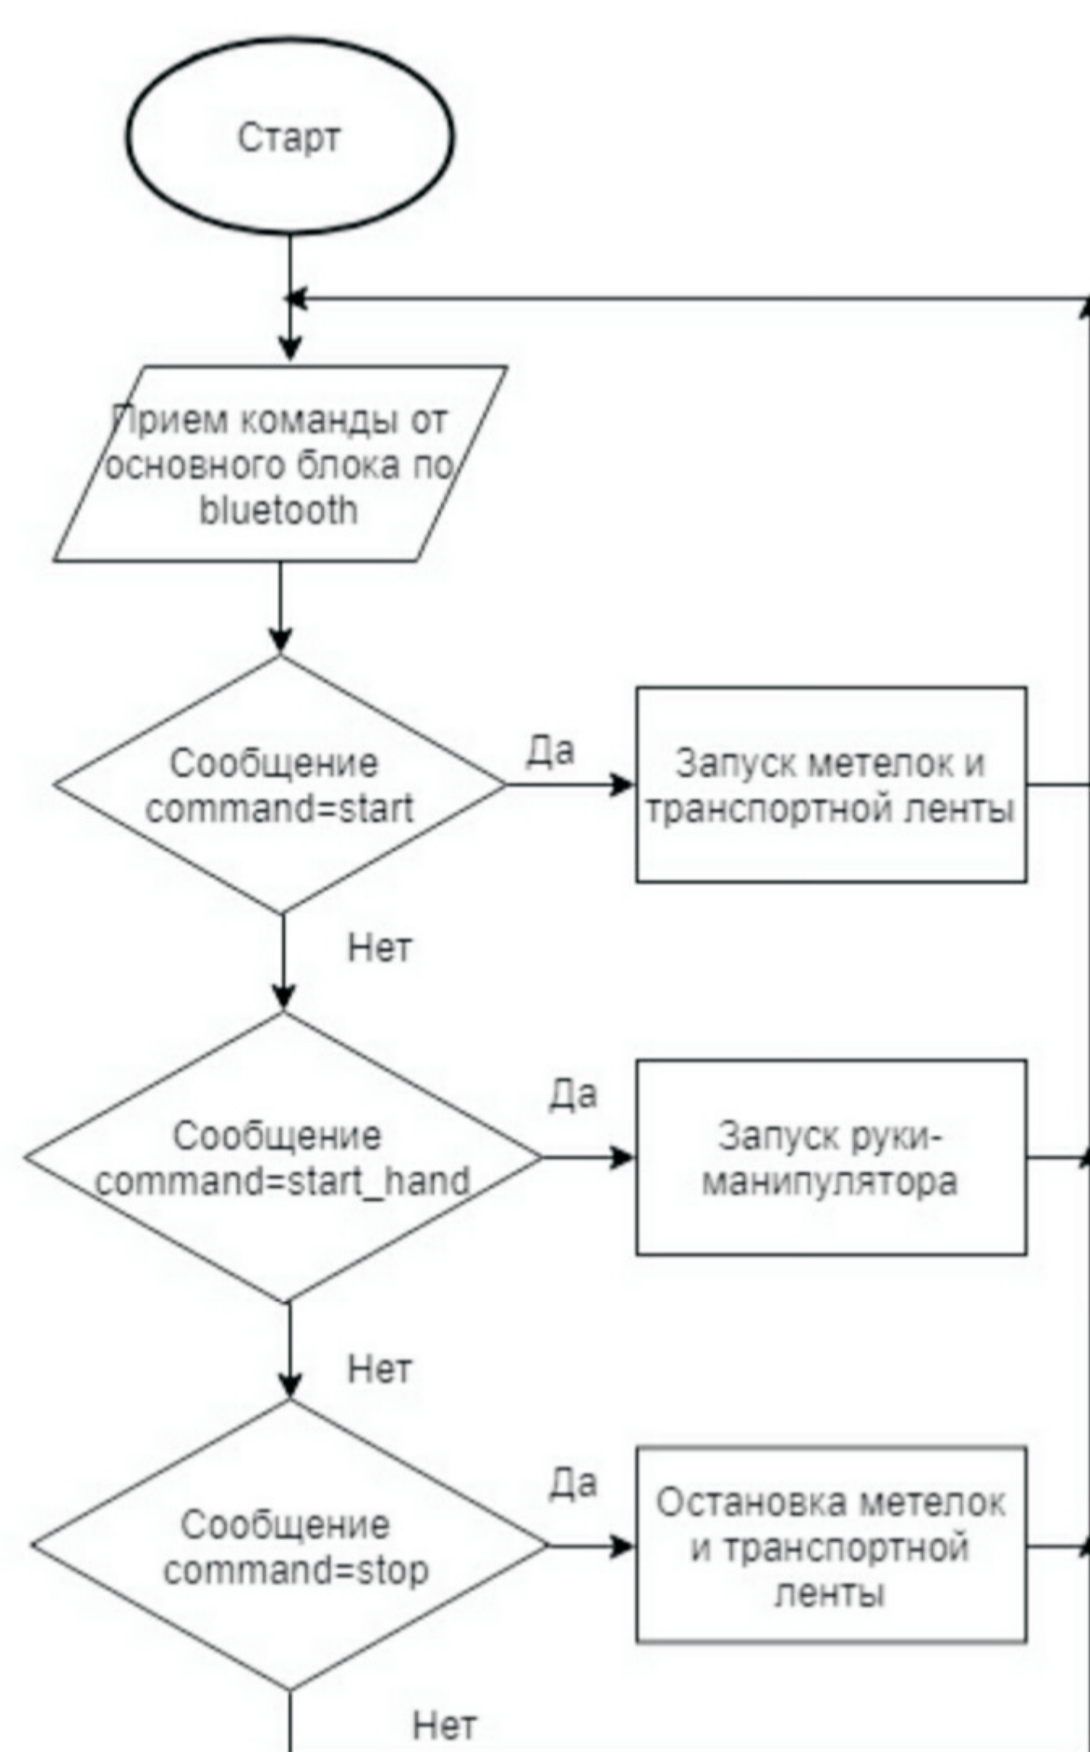 Старт
Прием команды от
основного блока по
bluetooth
Сообщение
command=start
Да
Запуск метелок и
транспортной ленты
Нет
Сообщение
command=start_hand
Да
Запуск руки-
манипулятора
Нет
Сообщение
command=stop
Да
Остановка метелок
и транспортной
ленты
Нет